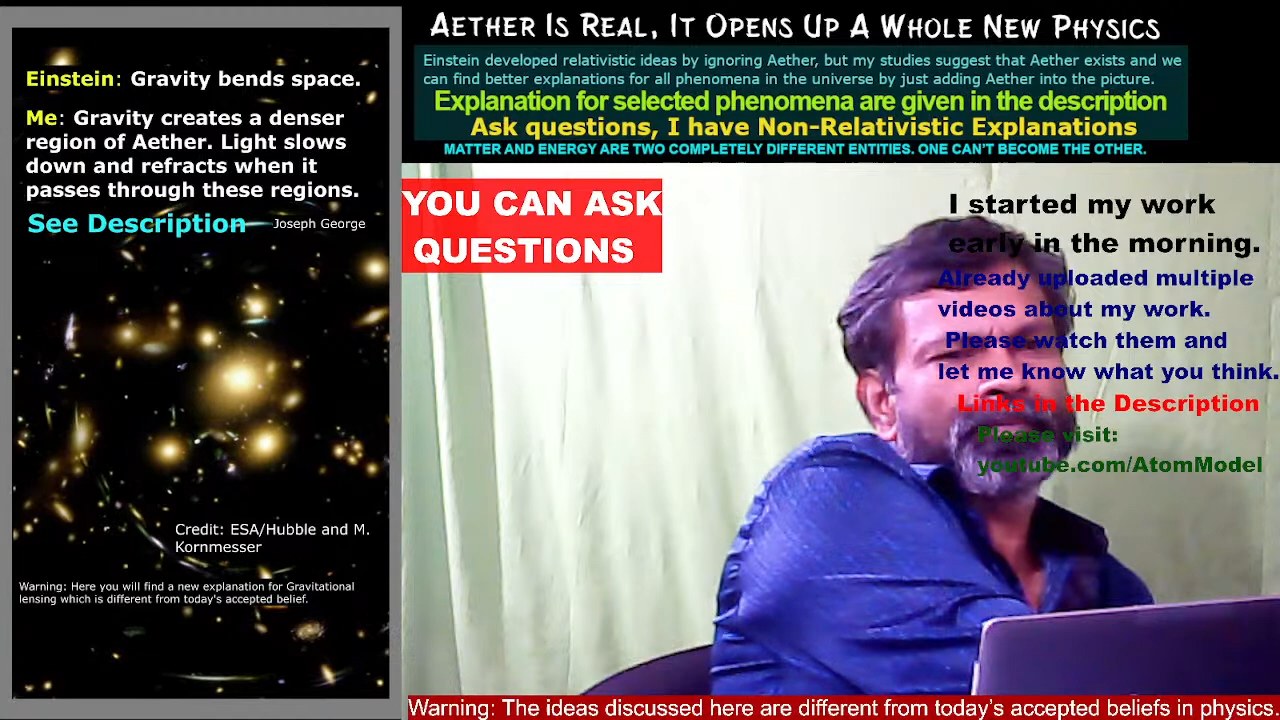 AETHER IS REAL, IT OPENS UP A WHOLE NEW PHYSICS
Einstein developed relativistic ideas by ignoring Aether, but my studies suggest that Aether exists and we
can find better explanations for all phenomena in the universe by just adding Aether into the picture.
Explanation for selected phenomena are given in the description
Ask questions, I have Non-Relativistic Explanations
MATTER AND ENERGY ARE TWO COMPLETELY DIFFERENT ENTITIES. ONE CAN'T BECOME THE OTHER.
Einstein: Gravity bends space.
Me: Gravity creates a denser
region of Aether. Light slows
down and refracts when it
passes through these regions.
See Description
Joseph George
Credit: ESA/Hubble and M.
Kornmesser
Warning: Here you will find a new explanation for Gravitational
lensing which is different from today's accepted belief.
YOU CAN ASK
QUESTIONS
I started my work
early in the morning.
Already uploaded multiple
videos about my work.
Please watch them and
let me know what you think.
Links in the Description
Please visit:
youtube.com/AtomModel
Warning: The ideas discussed here are different from today's accepted beliefs in physics.